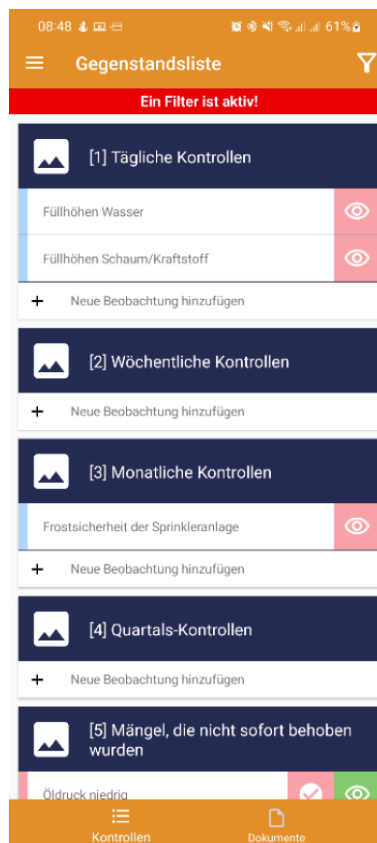 08:48 61%
Gegenstandsliste
Ein Filter ist aktiv!
[1] Tägliche Kontrollen
Füllhöhen Wasser
Füllhöhen Schaum/Kraftstoff
+ Neue Beobachtung hinzufügen
[2] Wöchentliche Kontrollen
+ Neue Beobachtung hinzufügen
[3] Monatliche Kontrollen
Frostsicherheit der Sprinkleranlage
+ Neue Beobachtung hinzufügen
[4] Quartals-Kontrollen
+ Neue Beobachtung hinzufügen
[5] Mängel, die nicht sofort behoben
wurden
Öldruck niedrig
Kontrollen Dokumente